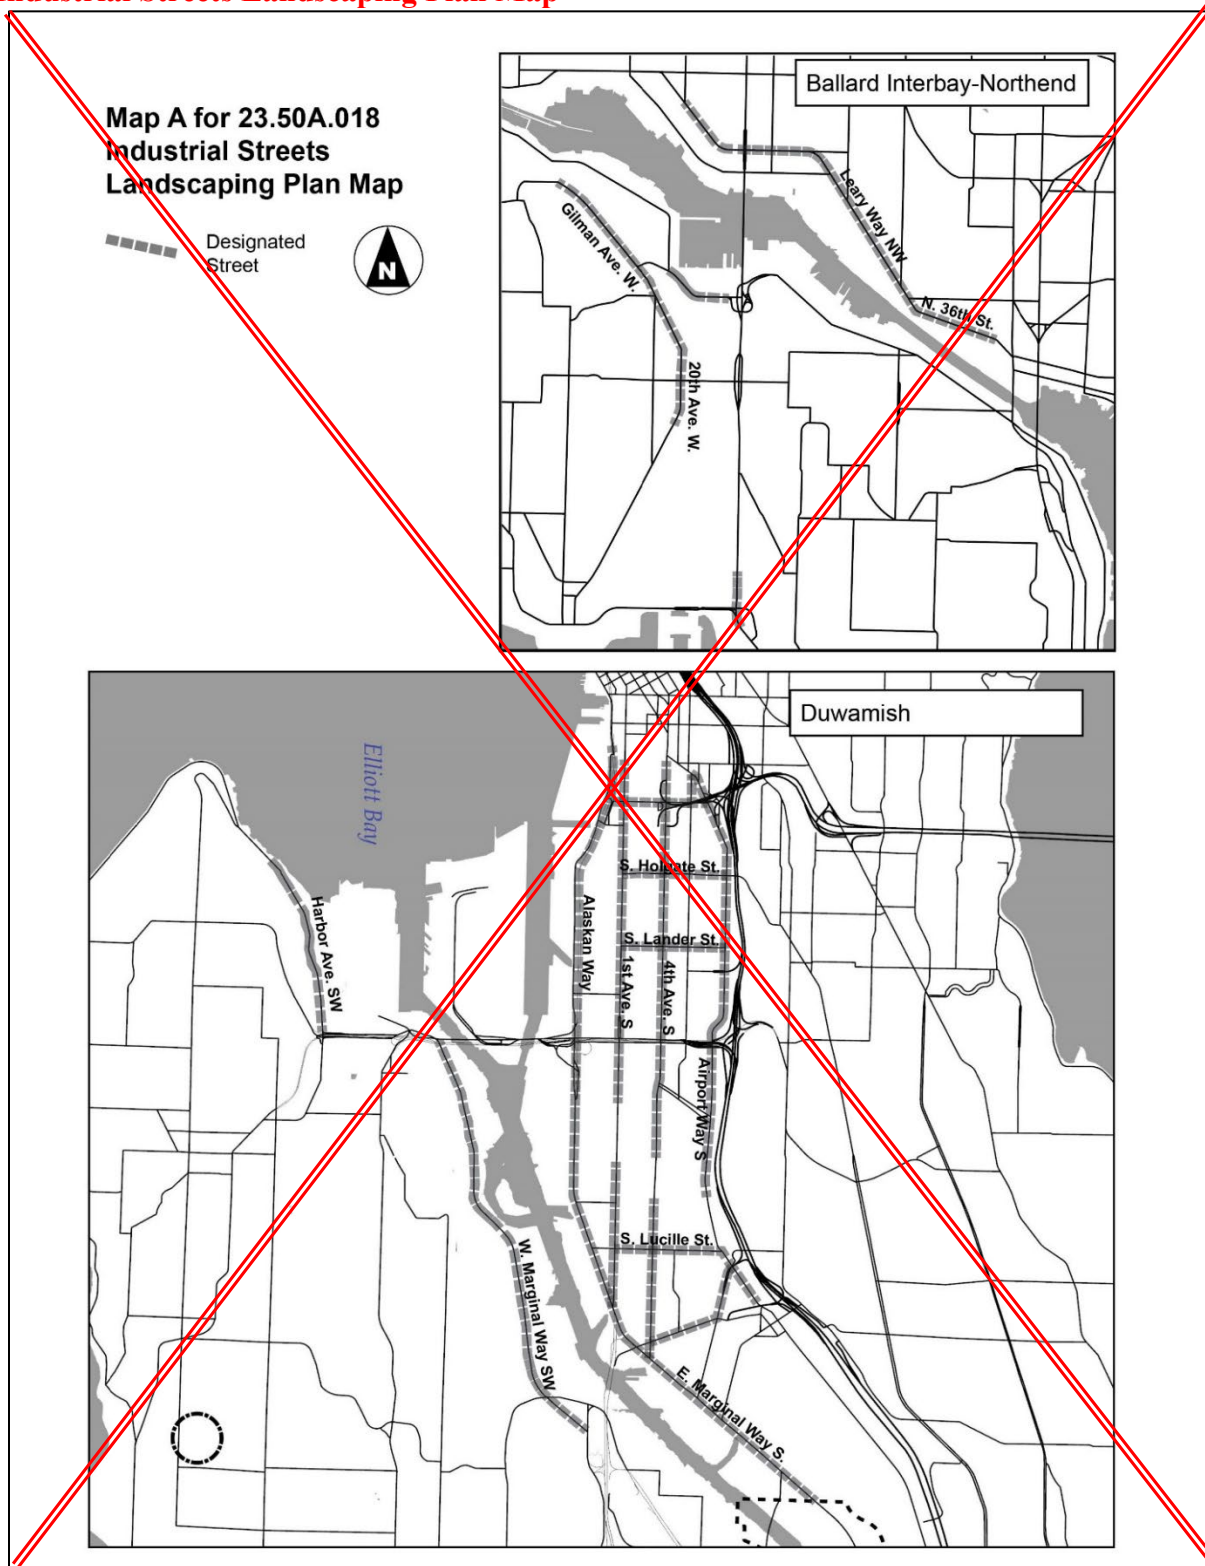 Industrial Streets Landscaping Plan Map
Map A for 23.50A.018
Industrial Streets
Landscaping Plan Map
Designated
Street
N
Ballard Interbay-Northend
Leary Way NW
Gilman Ave. W.
N. 36th St.
20th Ave. W.
Duwamish
Elliott Bay
S. Holgate St.
Harbor Ave. SW
Alaskan Way
S. Lander St.
1st Ave. S
4th Ave. S
Airport Way S
S. Lucille St.
W. Marginal Way SW
E. Marginal Way S.